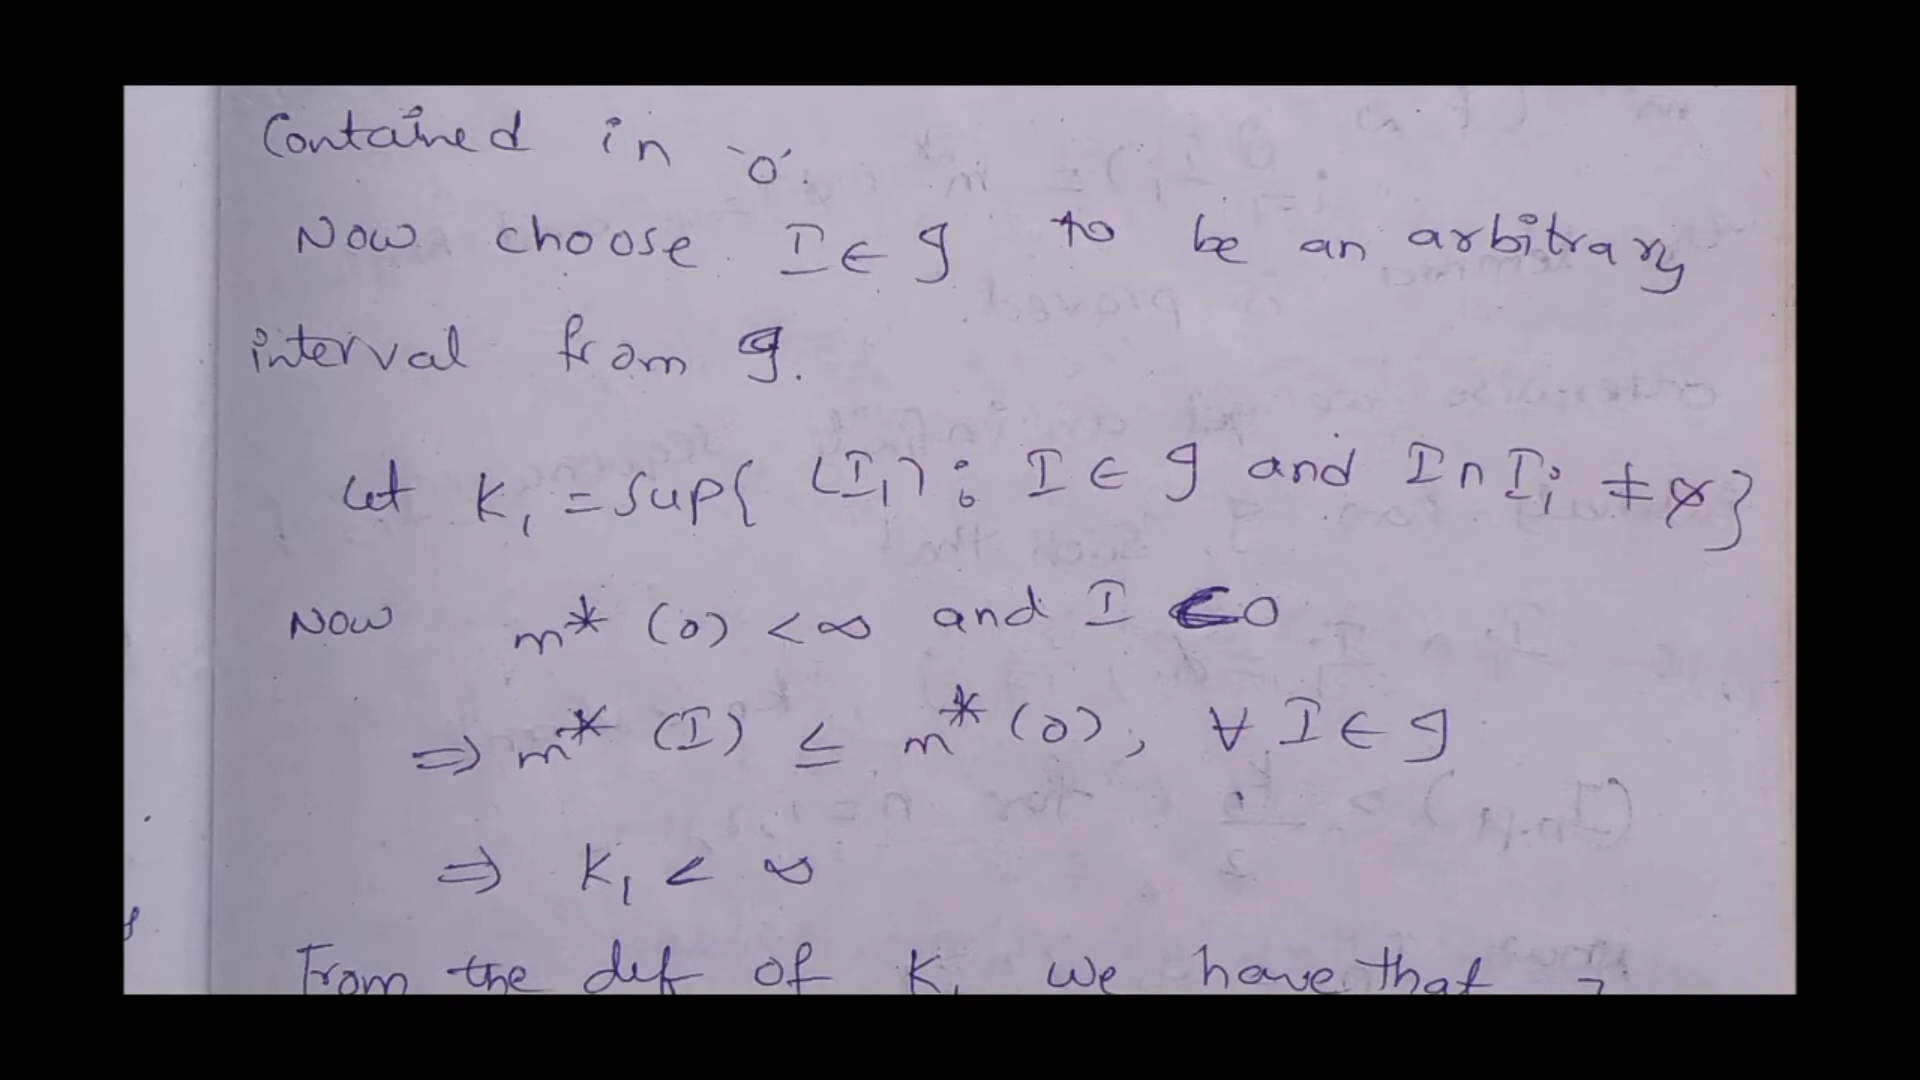 Contained in 'O'.
Now choose I ∈ g to be an arbitrary
interval from g.
Let K₁ = Sup{ (I₁) : I ∈ g and I ∩ I₁ ≠ ∅}
Now m* (O) < ∞ and I ⊂ O
⇒ m* (I) ≤ m* (O), ∀ I ∈ g
⇒ K₁ < ∞
From the def of K₁ we have that